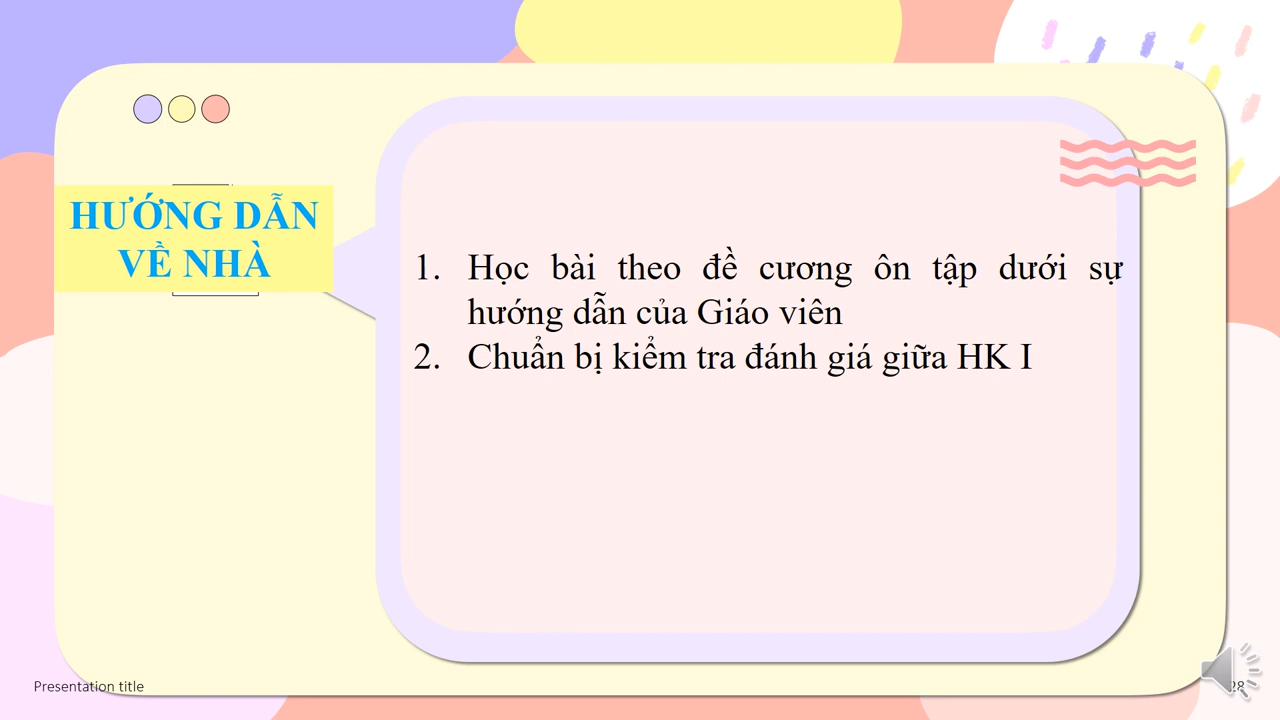 HƯỚNG DẪN
VỀ NHÀ
1. Học bài theo đề cương ôn tập dưới sự
hướng dẫn của Giáo viên
2. Chuẩn bị kiểm tra đánh giá giữa HK I
Presentation title
28